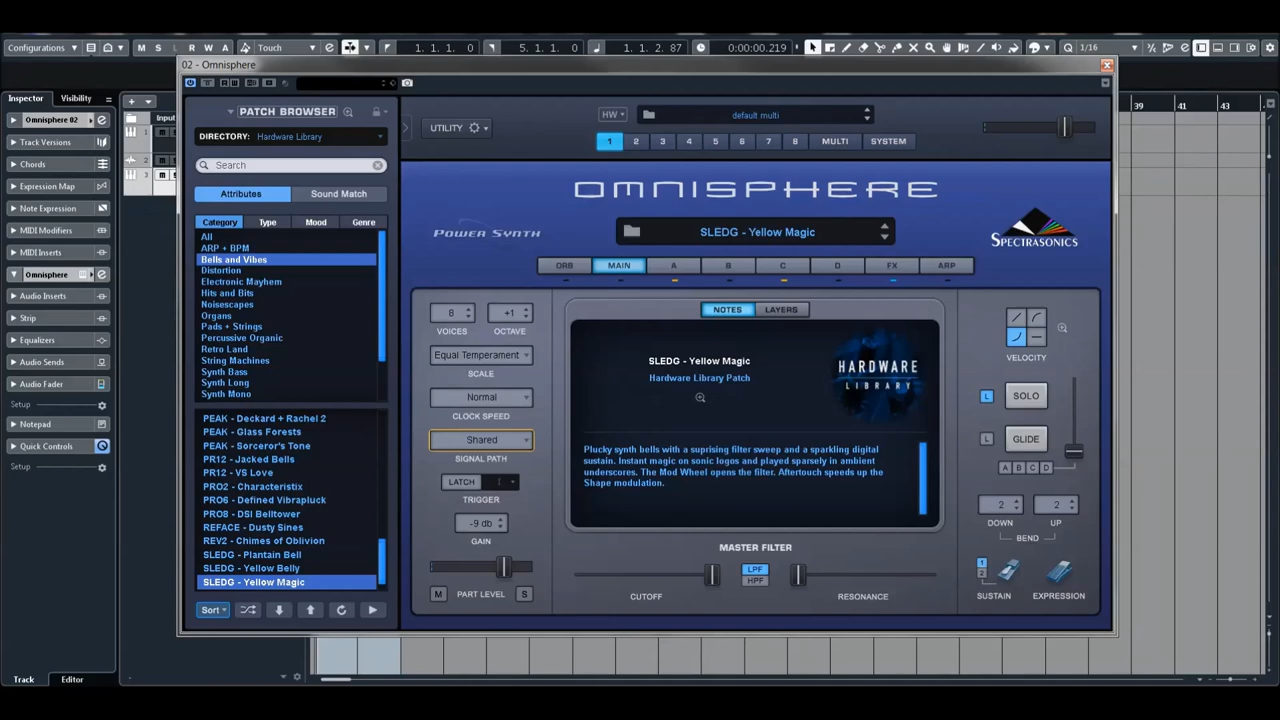 Configurations
M S L R W A
Touch
1. 1. 1. 0
5. 1. 1. 0
1. 1. 2. 87
0:00:00.219
Q
1/16
02 - Omnisphere
Inspector
Visibility
Omnisphere 02
Track Versions
Chords
Expression Map
Note Expression
MIDI Modifiers
MIDI Inserts
Omnisphere
Audio Inserts
Strip
Equalizers
Audio Sends
Audio Fader
Setup
Notepad
Quick Controls
Setup
Track
Editor
Input
1
2
3
39
41
43
PATCH BROWSER
DIRECTORY: Hardware Library
Search
Attributes
Sound Match
Category
Type
Mood
Genre
All
ARP + BPM
Bells and Vibes
Distortion
Electronic Mayhem
Hits and Bits
Noisescapes
Organs
Pads + Strings
Percussive Organic
Retro Land
String Machines
Synth Bass
Synth Long
Synth Mono
PEAK - Deckard + Rachel 2
PEAK - Glass Forests
PEAK - Sorceror's Tone
PR12 - Jacked Bells
PR12 - VS Love
PRO2 - Characteristix
PRO6 - Defined Vibrapluck
PRO8 - DSI Belltower
REFACE - Dusty Sines
REV2 - Chimes of Oblivion
SLEDG - Plantain Bell
SLEDG - Yellow Belly
SLEDG - Yellow Magic
Sort
UTILITY
HW
default multi
1 2 3 4 5 6 7 8 MULTI SYSTEM
OMNISPHERE
POWER SYNTH
SLEDG - Yellow Magic
SPECTRASONICS
ORB MAIN A B C D FX ARP
8
+1
VOICES
OCTAVE
Equal Temperament
SCALE
Normal
CLOCK SPEED
Shared
SIGNAL PATH
LATCH
TRIGGER
-9 db
GAIN
M PART LEVEL S
NOTES
LAYERS
SLEDG - Yellow Magic
Hardware Library Patch
HARDWARE
LIBRARY
Plucky synth bells with a suprising filter sweep and a sparkling digital
sustain. Instant magic on sonic logos and played sparsely in ambient
underscores. The Mod Wheel opens the filter. Aftertouch speeds up the
Shape modulation.
MASTER FILTER
LPF
HPF
CUTOFF
RESONANCE
VELOCITY
L SOLO
L GLIDE
A B C D
2
2
DOWN
UP
BEND
1
2
SUSTAIN
EXPRESSION